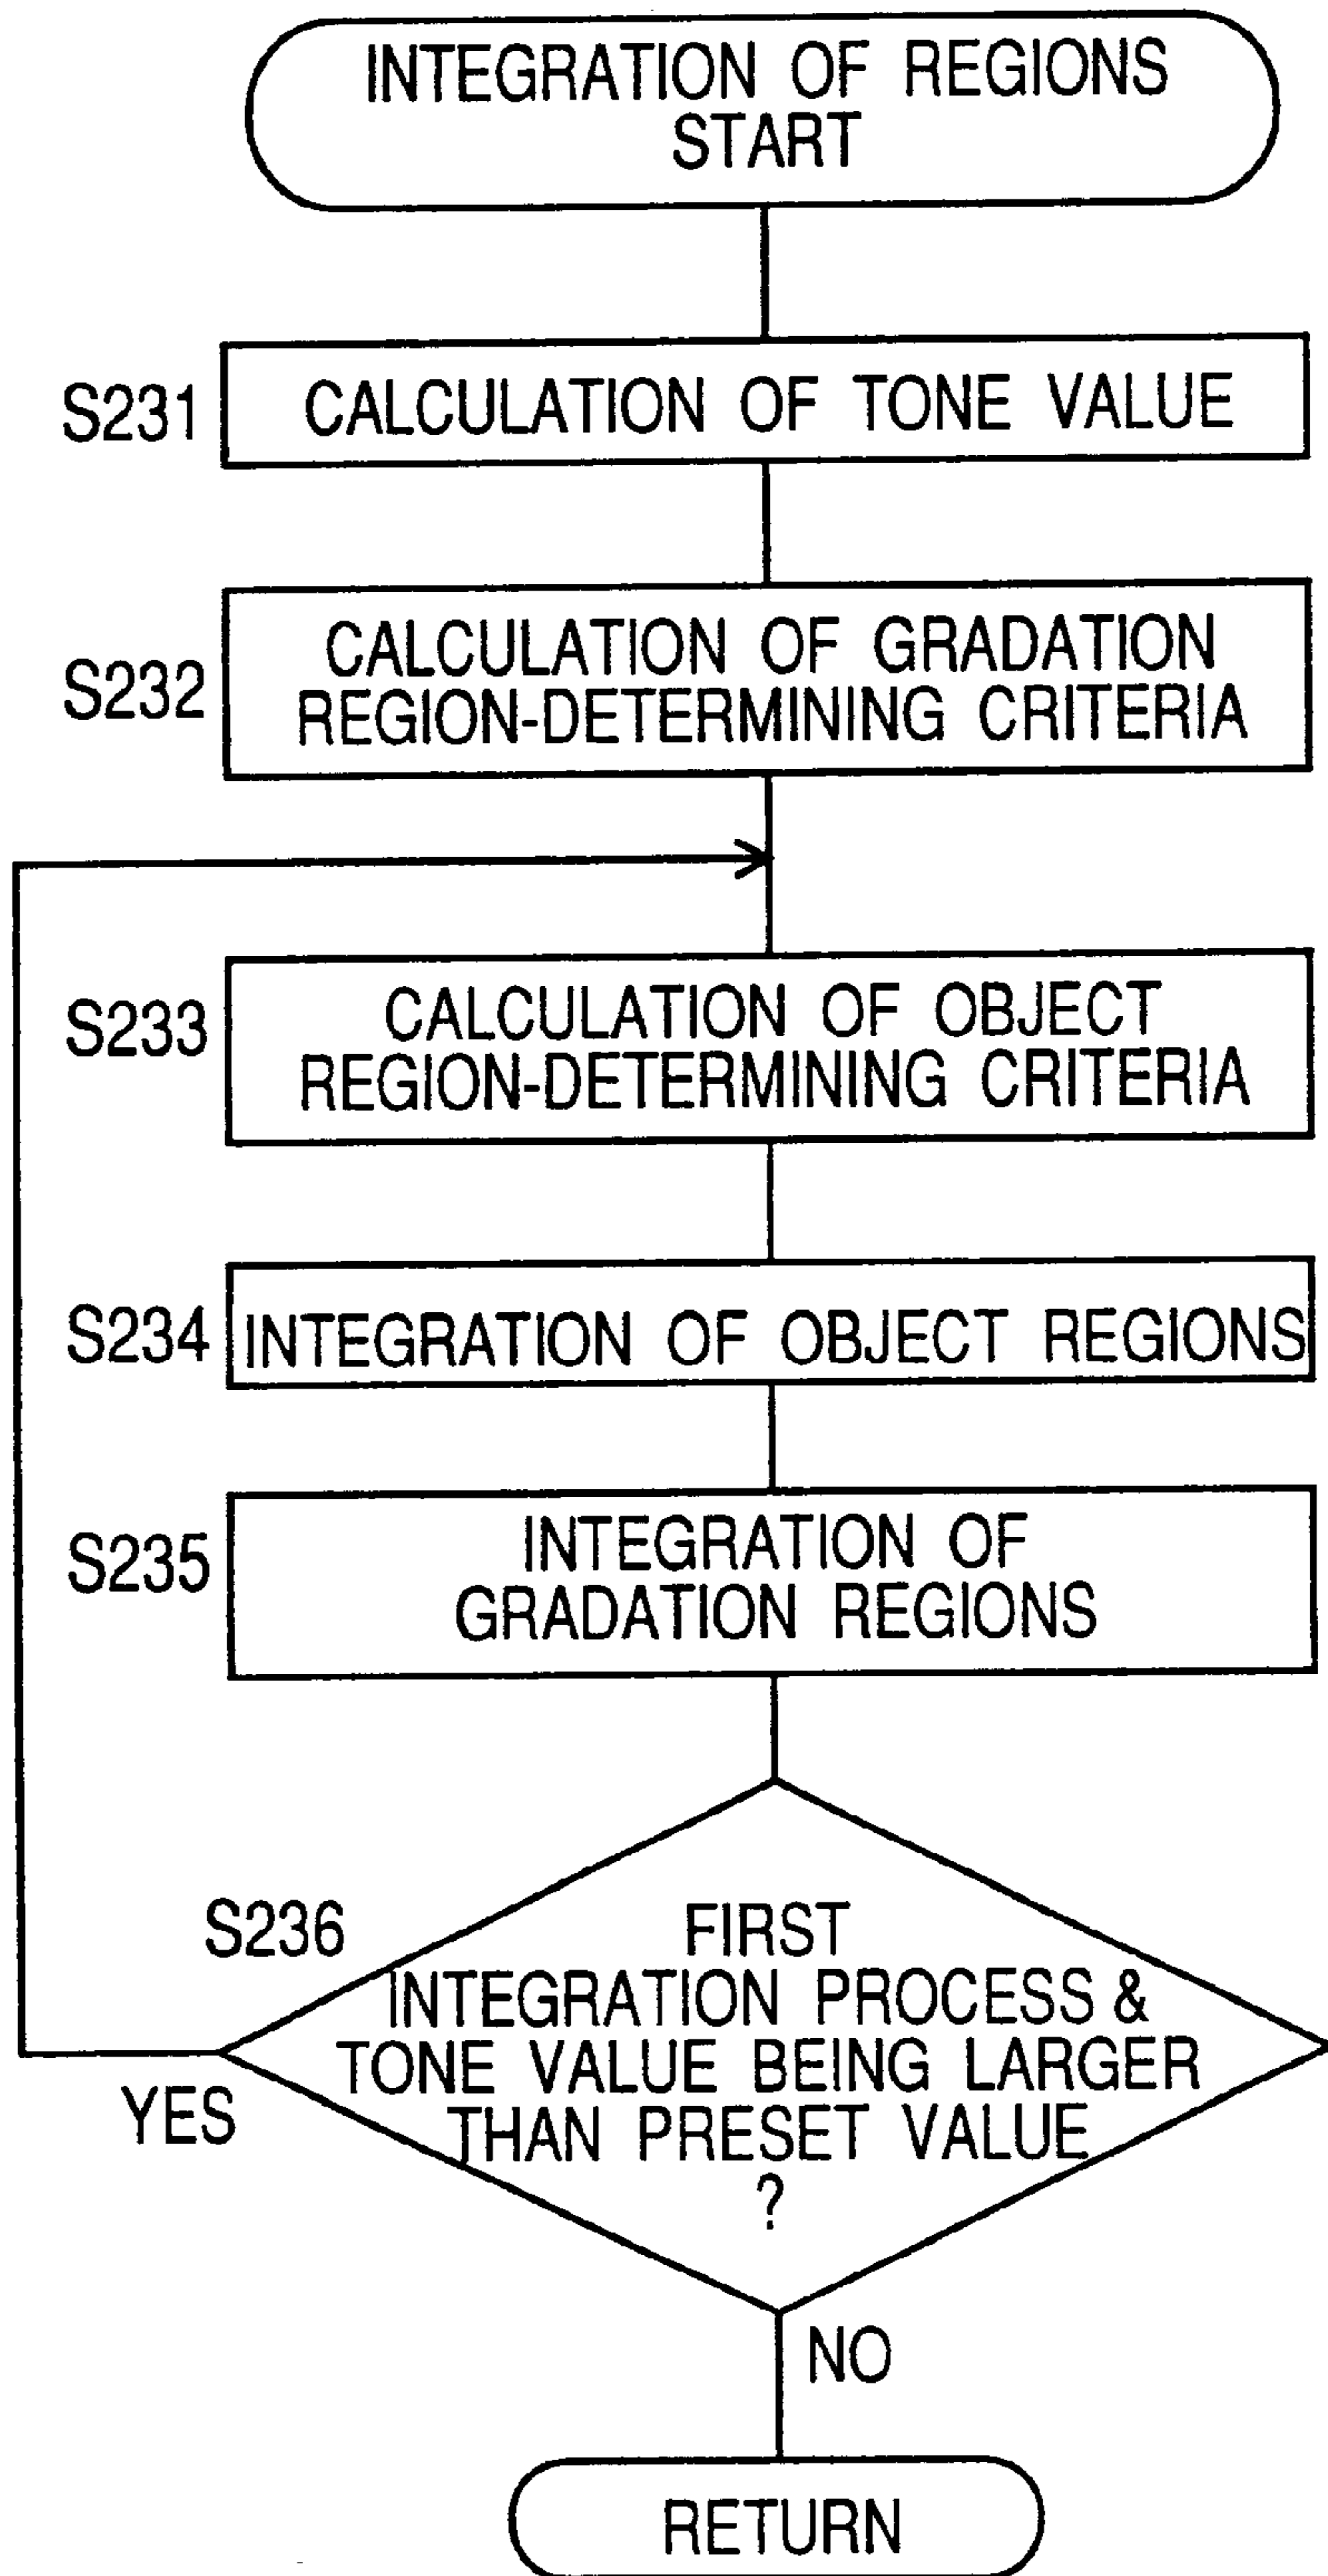 INTEGRATION OF REGIONS
START
S231
CALCULATION OF TONE VALUE
S232
CALCULATION OF GRADATION
REGION-DETERMINING CRITERIA
S233
CALCULATION OF OBJECT
REGION-DETERMINING CRITERIA
S234
INTEGRATION OF OBJECT REGIONS
S235
INTEGRATION OF
GRADATION REGIONS
S236
FIRST
INTEGRATION PROCESS &
TONE VALUE BEING LARGER
THAN PRESET VALUE
?
YES
NO
RETURN